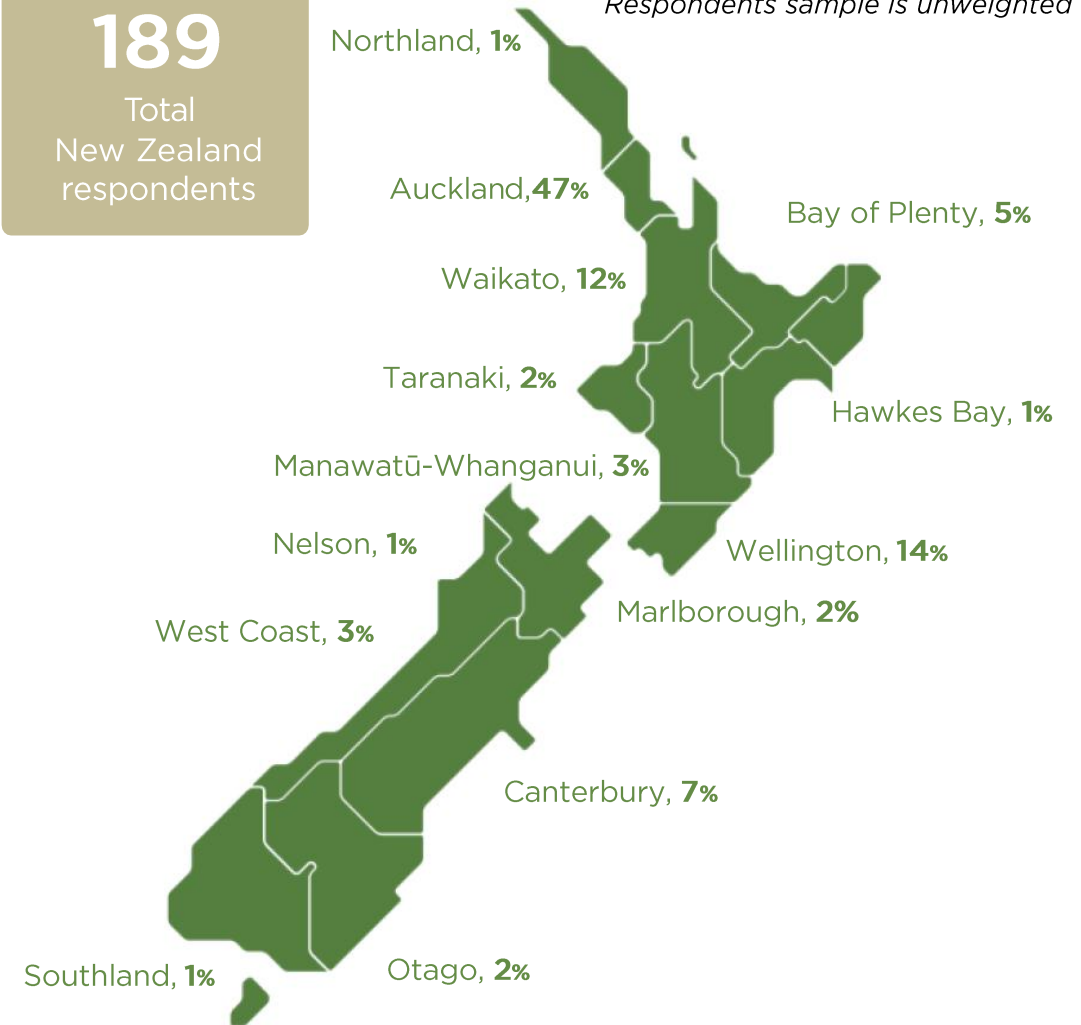 Respondents sample is unweighted
189
Total
New Zealand
respondents
Northland, 1%
Auckland,47%
Bay of Plenty, 5%
Waikato, 12%
Taranaki, 2%
Hawkes Bay, 1%
Manawatū-Whanganui, 3%
Nelson, 1%
Wellington, 14%
Marlborough, 2%
West Coast, 3%
Canterbury, 7%
Southland, 1%
Otago, 2%